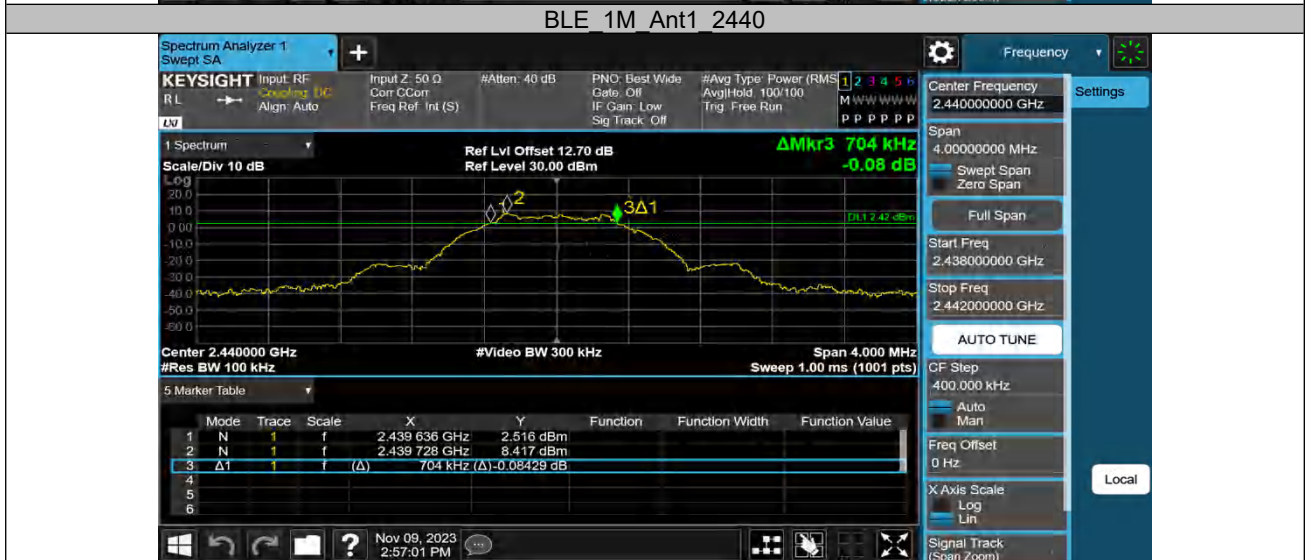 BLE_1M_Ant1_2440
Spectrum Analyzer 1
Swept SA
+
Frequency
KEYSIGHT
RL
LXI
Input: RF
Coupling: DC
Align: Auto
Input Z: 50 Ω
Corr CCorr
Freq Ref: Int (S)
#Atten: 40 dB
PNO: Best Wide
Gate: Off
IF Gain: Low
Sig Track: Off
#Avg Type: Power (RMS
Avg|Hold: 100/100
Trig: Free Run
1 2 3 4 5 6
M W W W W W
P P P P P P
1 Spectrum
Scale/Div 10 dB
Log
Ref Lvl Offset 12.70 dB
Ref Level 30.00 dBm
ΔMkr3 704 kHz
-0.08 dB
20.0
10.0
0.00
-10.0
-20.0
-30.0
-40.0
-50.0
-60.0
1
2
3Δ1
DL1 2.42 dBm
Center 2.440000 GHz
#Res BW 100 kHz
#Video BW 300 kHz
Span 4.000 MHz
Sweep 1.00 ms (1001 pts)
5 Marker Table
Mode Trace Scale X Y Function Function Width Function Value
1 N 1 f 2.439 636 GHz 2.516 dBm
2 N 1 f 2.439 728 GHz 8.417 dBm
3 Δ1 1 f (Δ) 704 kHz (Δ) -0.08429 dB
4
5
6
?
Nov 09, 2023
2:57:01 PM
Center Frequency
2.440000000 GHz
Span
4.00000000 MHz
Swept Span
Zero Span
Full Span
Start Freq
2.438000000 GHz
Stop Freq
2.442000000 GHz
AUTO TUNE
CF Step
400.000 kHz
Auto
Man
Freq Offset
0 Hz
X Axis Scale
Log
Lin
Signal Track
(Span Zoom)
Settings
Local